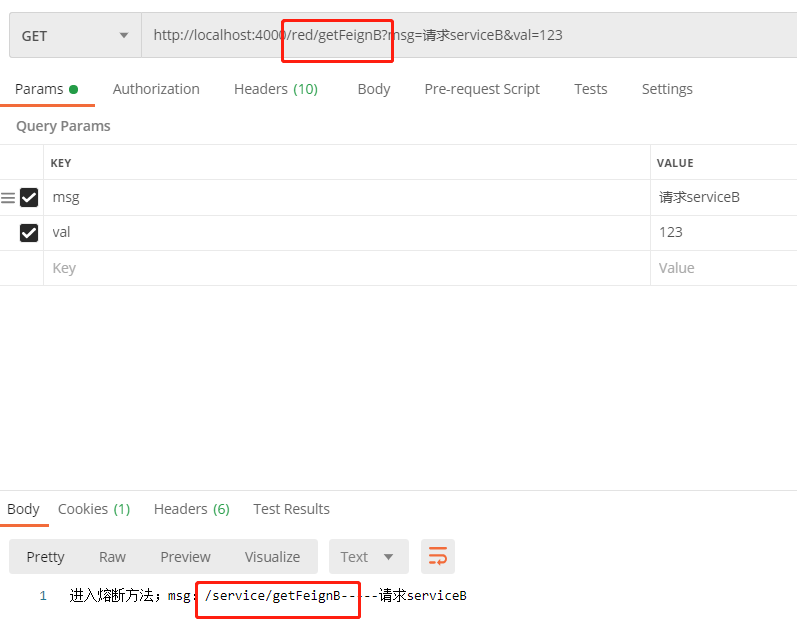 GET http://localhost:4000/red/getFeignB?msg=请求serviceB&val=123
Params Authorization Headers (10) Body Pre-request Script Tests Settings
Query Params
KEY VALUE
msg 请求serviceB
val 123
Key Value
Body Cookies (1) Headers (6) Test Results
Pretty Raw Preview Visualize Text
1 进入熔断方法；msg：/service/getFeignB-----请求serviceB